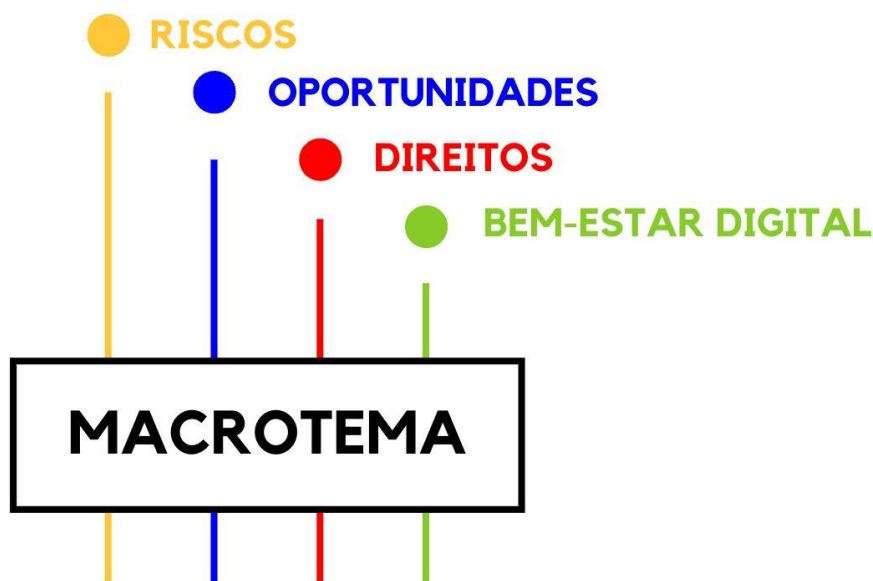 RISCOS
OPORTUNIDADES
DIREITOS
BEM-ESTAR DIGITAL
MACROTEMA